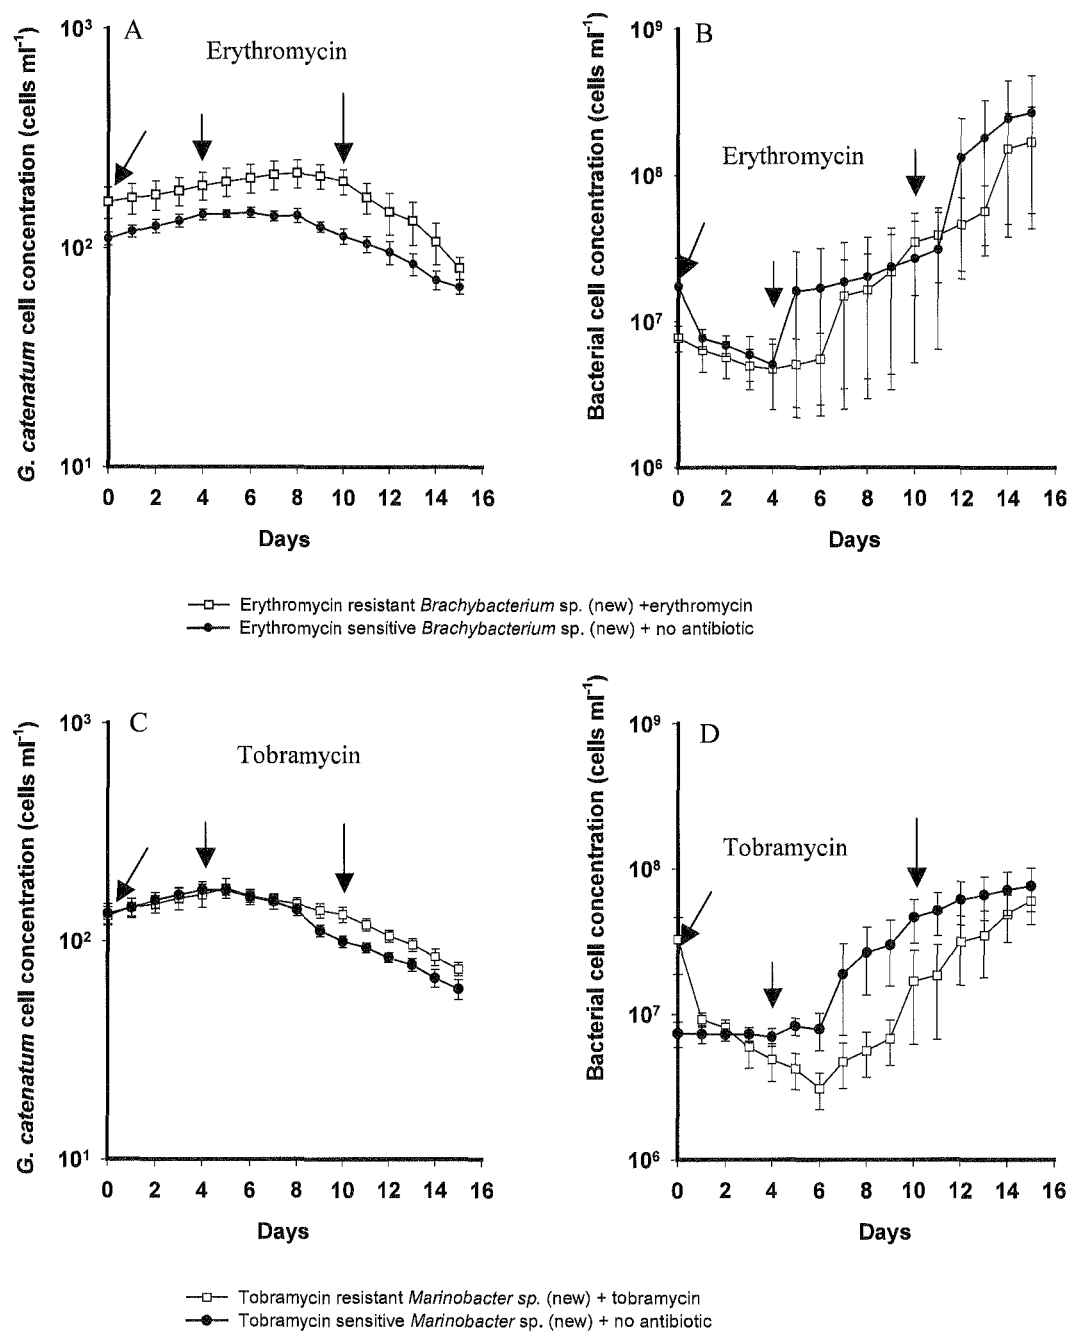 A
Erythromycin
G. catenatum cell concentration (cells ml⁻¹)
10³
10²
10¹
0 2 4 6 8 10 12 14 16
Days
B
Erythromycin
Bacterial cell concentration (cells ml⁻¹)
10⁹
10⁸
10⁷
10⁶
0 2 4 6 8 10 12 14 16
Days
Erythromycin resistant Brachybacterium sp. (new) +erythromycin
Erythromycin sensitive Brachybacterium sp. (new) + no antibiotic
C
Tobramycin
G. catenatum cell concentration (cells ml⁻¹)
10³
10²
10¹
0 2 4 6 8 10 12 14 16
Days
D
Tobramycin
Bacterial cell concentration (cells ml⁻¹)
10⁹
10⁸
10⁷
10⁶
0 2 4 6 8 10 12 14 16
Days
Tobramycin resistant Marinobacter sp. (new) + tobramycin
Tobramycin sensitive Marinobacter sp. (new) + no antibiotic